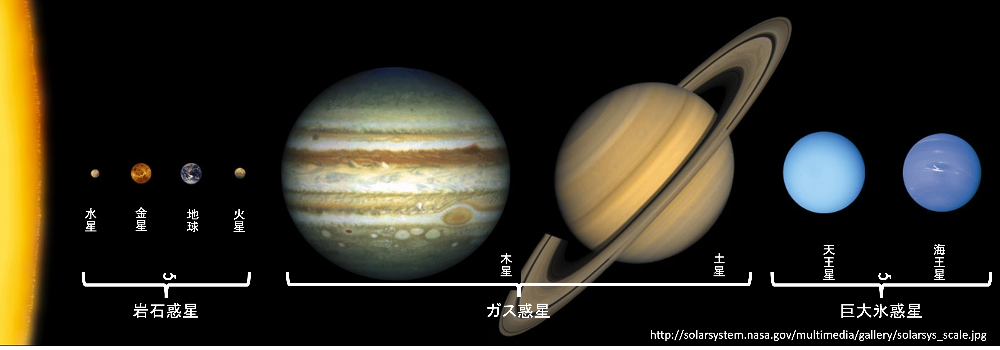 水星
金星
地球
火星
木星
土星
天王星
海王星
岩石惑星
ガス惑星
巨大氷惑星
http://solarsystem.nasa.gov/multimedia/gallery/solarsys_scale.jpg